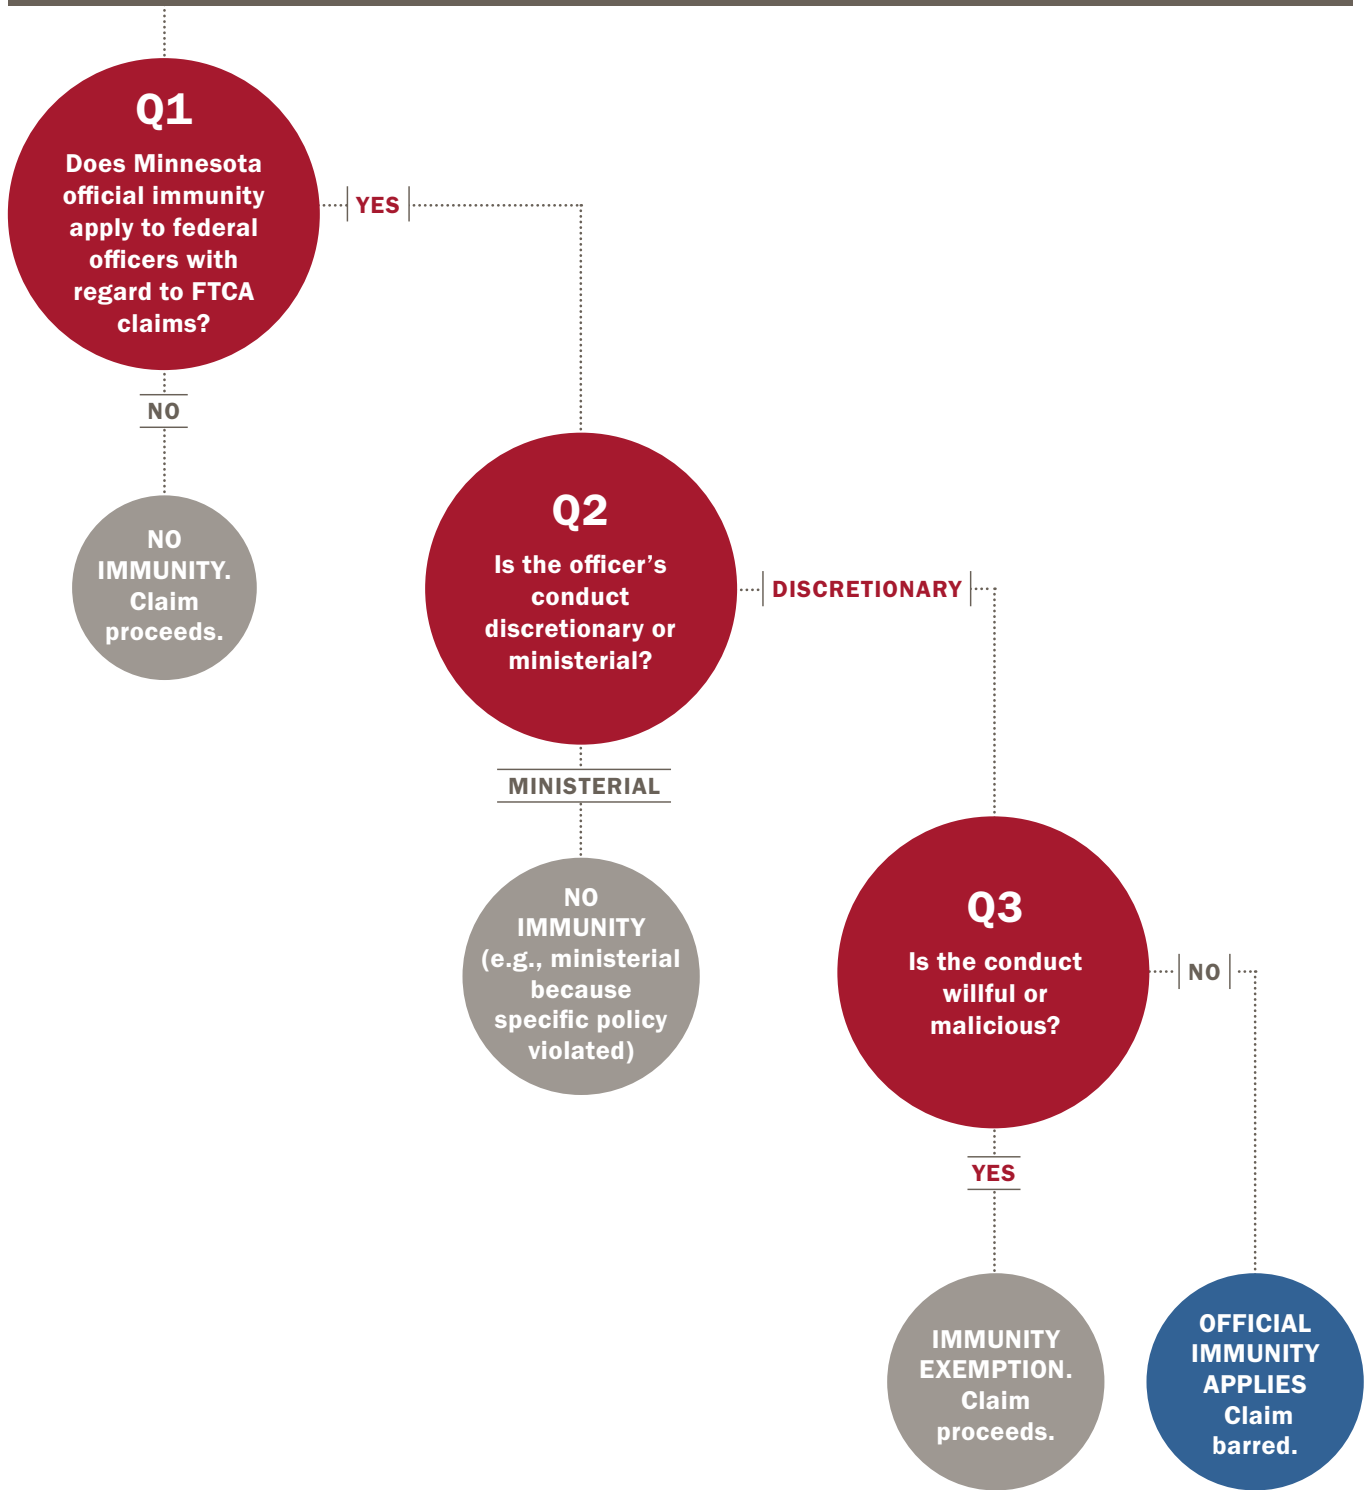 Q1
Does Minnesota
official immunity
apply to federal
officers with
regard to FTCA
claims?
YES
NO
NO
IMMUNITY.
Claim
proceeds.
Q2
Is the officer’s
conduct
discretionary or
ministerial?
DISCRETIONARY
MINISTERIAL
NO
IMMUNITY
(e.g., ministerial
because
specific policy
violated)
Q3
Is the conduct
willful or
malicious?
NO
YES
IMMUNITY
EXEMPTION.
Claim
proceeds.
OFFICIAL
IMMUNITY
APPLIES
Claim
barred.